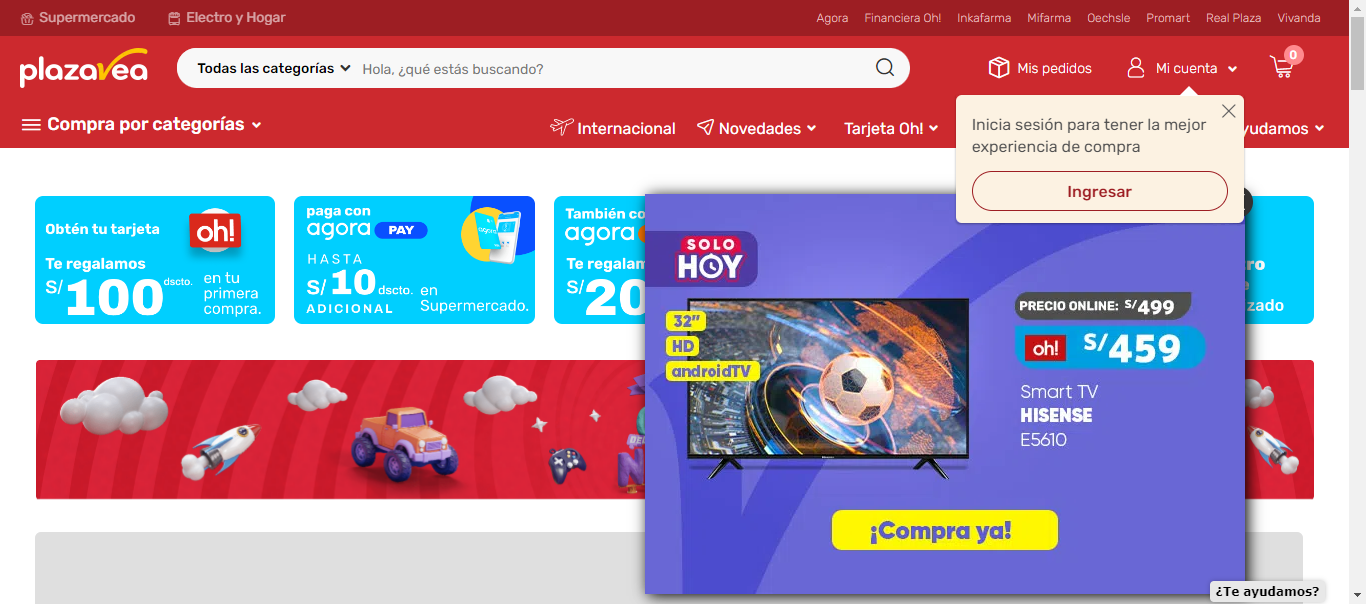 Supermercado
Electro y Hogar
Agora
Financiera Oh!
Inkafarma
Mifarma
Oechsle
Promart
Real Plaza
Vivanda
plazavea
Todas las categorías
Hola, ¿qué estás buscando?
Mis pedidos
Mi cuenta
0
Compra por categorías
Internacional
Novedades
Tarjeta Oh!
yudamos
Inicia sesión para tener la mejor
experiencia de compra
Ingresar
Obtén tu tarjeta
oh!
Te regalamos
S/100 dscto.
en tu
primera
compra.
paga con
agora PAY
HASTA
S/10 dscto.
ADICIONAL
en
Supermercado.
También co
agora
Te regalam
S/20
ro
e
zado
SOLO
HOY
32"
HD
androidTV
PRECIO ONLINE: S/499
oh! S/459
Smart TV
HISENSE
E5610
¡Compra ya!
¿Te ayudamos?